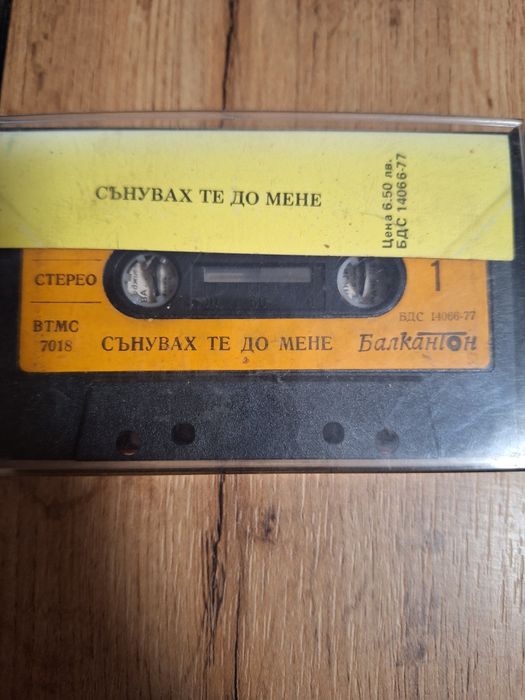 СЪНУВАХ ТЕ ДО МЕНЕ
Цена 6.50 лв.
БДС 14066-77
СТЕРЕО
1
ВТМС
7018
СЪНУВАХ ТЕ ДО МЕНЕ
БДС 14066-77
Балкантон